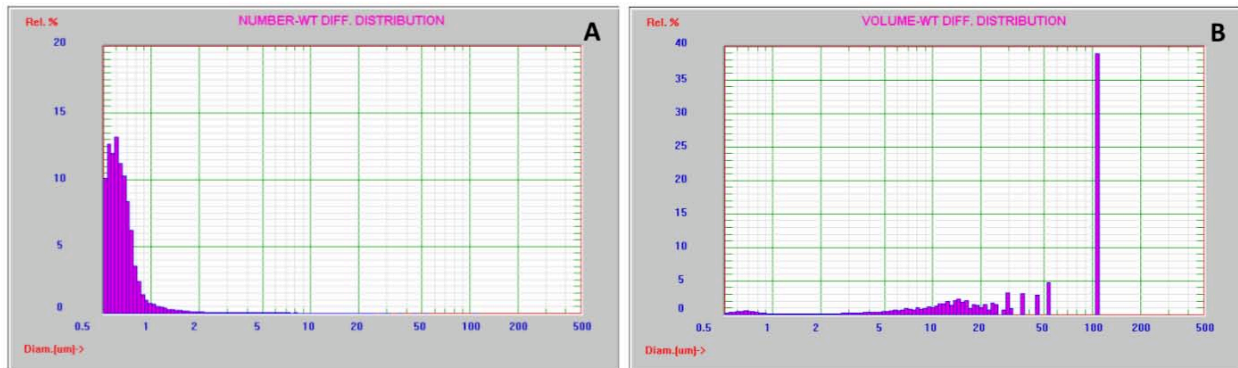 NUMBER-WT DIFF. DISTRIBUTION
A
Rel. %
20
15
10
5
0
0.5 1 2 5 10 20 50 100 200 500
Diam.(um)->
VOLUME-WT DIFF. DISTRIBUTION
B
Rel. %
40
35
30
25
20
15
10
5
0
0.5 1 2 5 10 20 50 100 200 500
Diam.(um)->